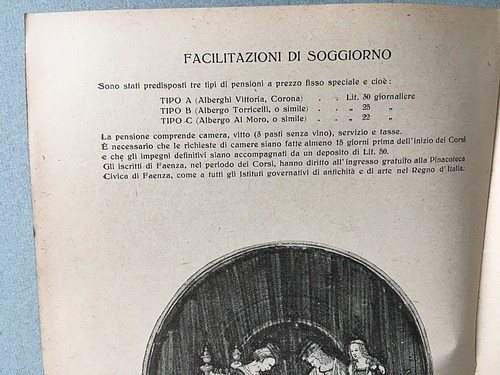 FACILITAZIONI DI SOGGIORNO
Sono stati predisposti tre tipi di pensioni a prezzo fisso speciale e cioè :
TIPO A (Alberghi Vittoria, Corona) . . Lit. 30 giornaliere
TIPO B (Albergo Torricelli, o simile) . . „ 25 „
TIPO C (Albergo Al Moro, o simile) . . „ 22 „
La pensione comprende camera, vitto (3 pasti senza vino), servizio e tasse.
È necessario che le richieste di camere siano fatte almeno 15 giorni prima dell'inizio dei Corsi
e che gli impegni definitivi siano accompagnati da un deposito di Lit. 50.
Gli iscritti di Faenza, nel periodo dei Corsi, hanno diritto all'ingresso gratuito alla Pinacoteca
Civica di Faenza, come a tutti gli Istituti governativi di antichità e di arte nel Regno d'Italia.